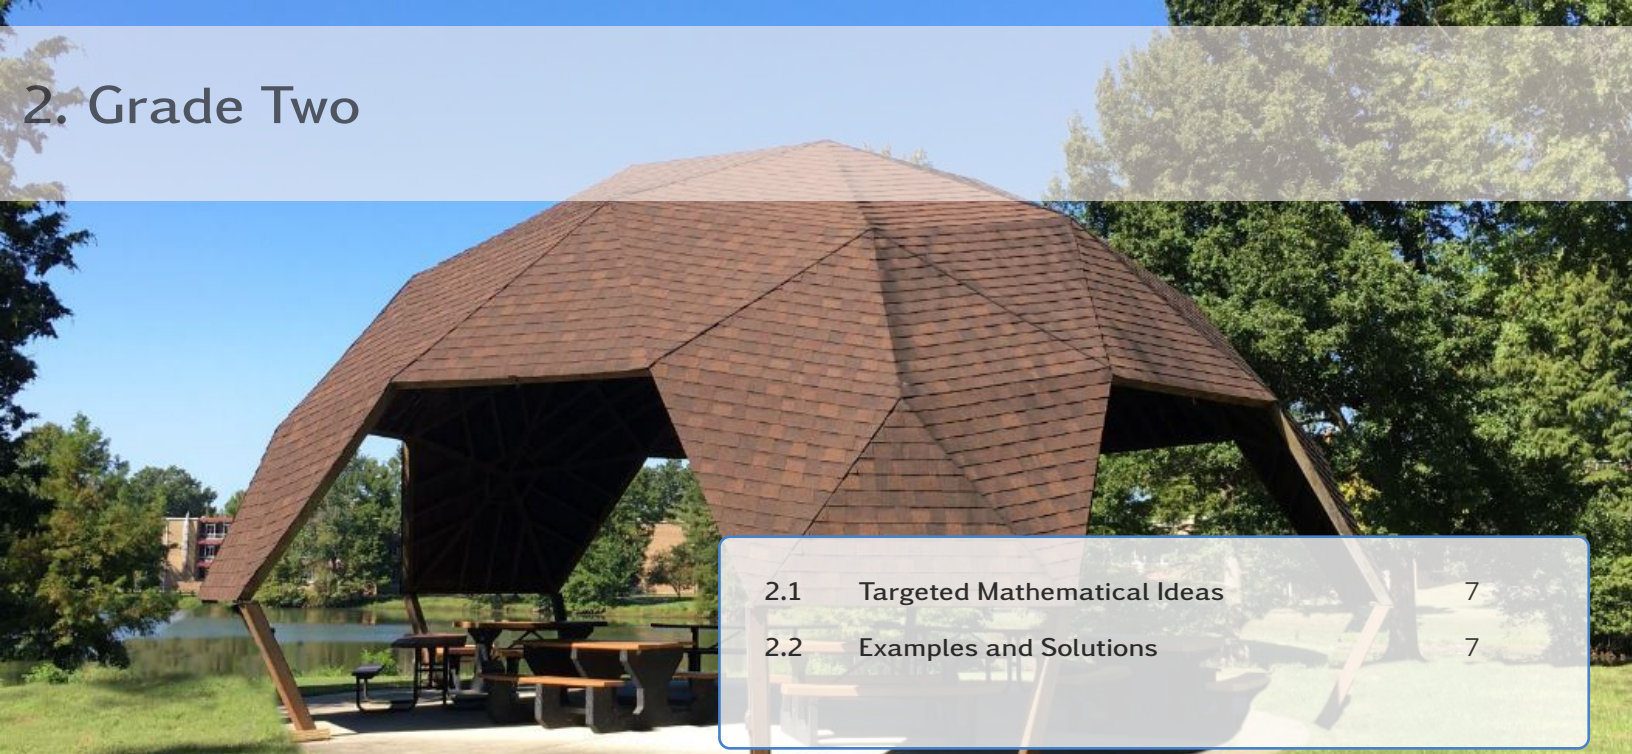 2. Grade Two
2.1 Targeted Mathematical Ideas 7
2.2 Examples and Solutions 7